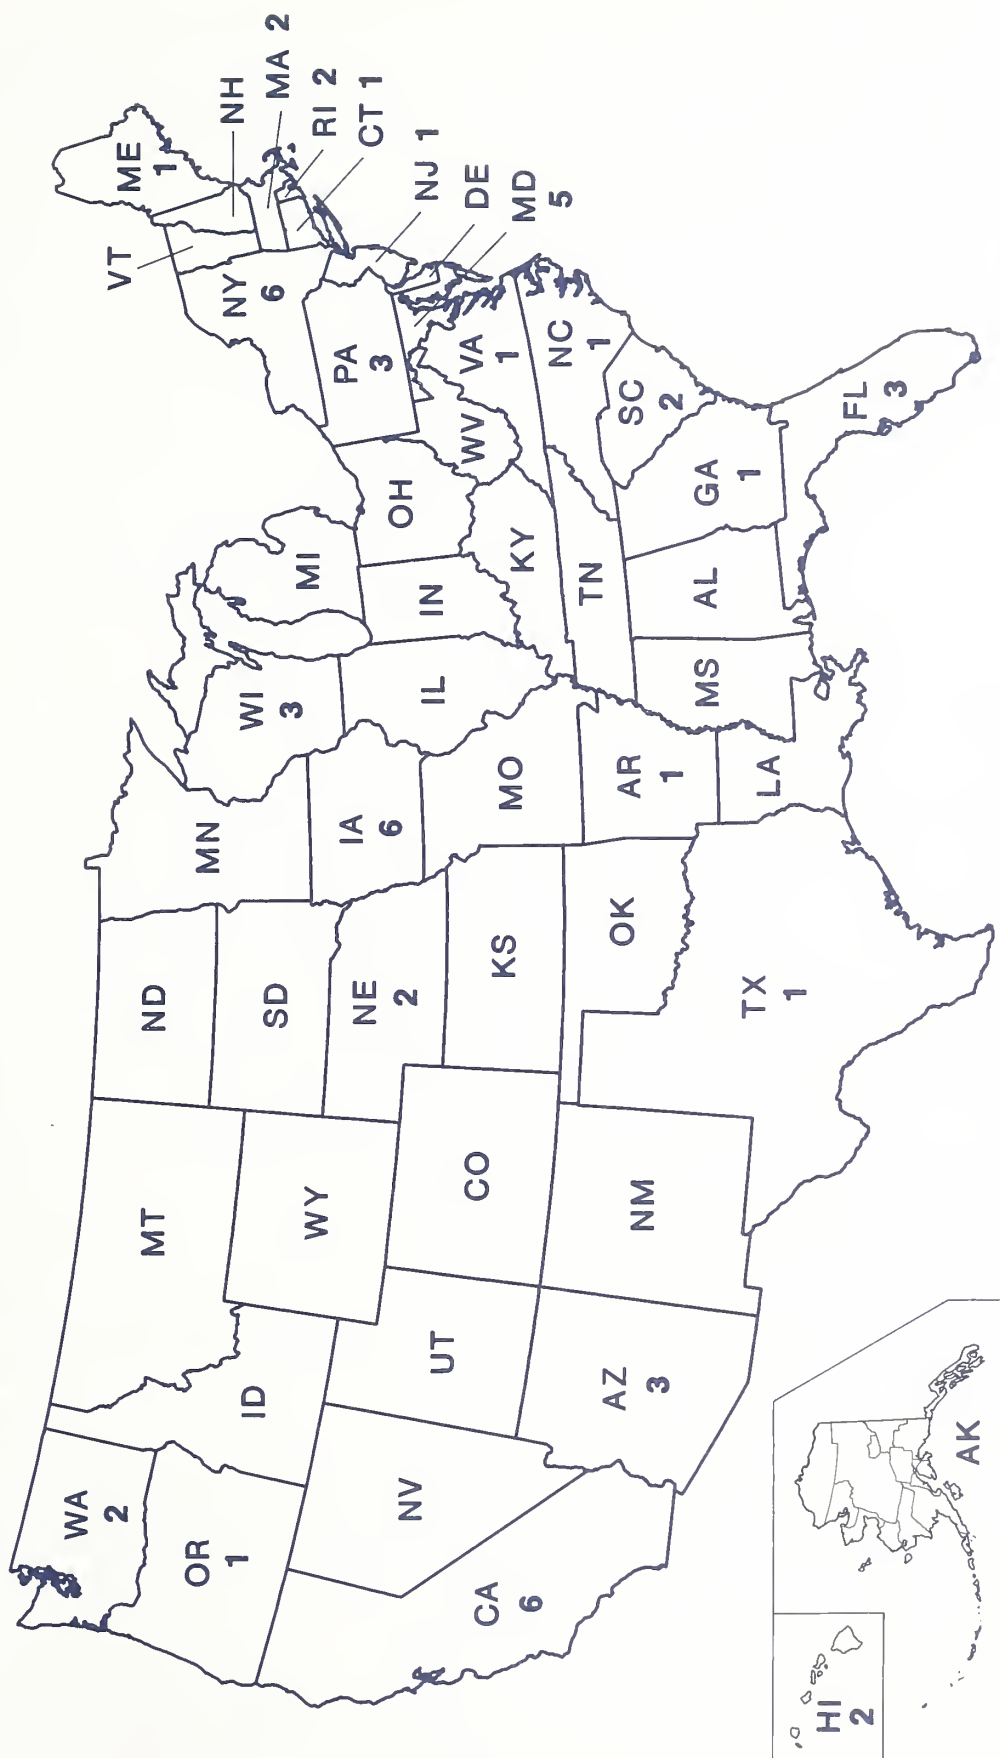 WA
2
OR
1
CA
6
NV
ID
MT
WY
UT
AZ
3
CO
NM
ND
SD
NE
2
KS
OK
TX
1
MN
IA
6
MO
AR
1
LA
WI
3
IL
MI
IN
OH
KY
TN
MS
AL
GA
1
FL
3
SC
2
NC
1
VA
1
WV
PA
3
NY
6
VT
ME
1
NH
MA 2
RI 2
CT 1
NJ 1
DE
MD
5
HI
2
AK